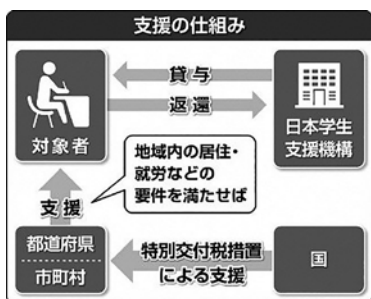 支援の仕組み
貸与
返還
対象者
日本学生
支援機構
地域内の居住・
就労などの
要件を満たせば
支援
都道府県
市町村
特別交付税措置
による支援
国